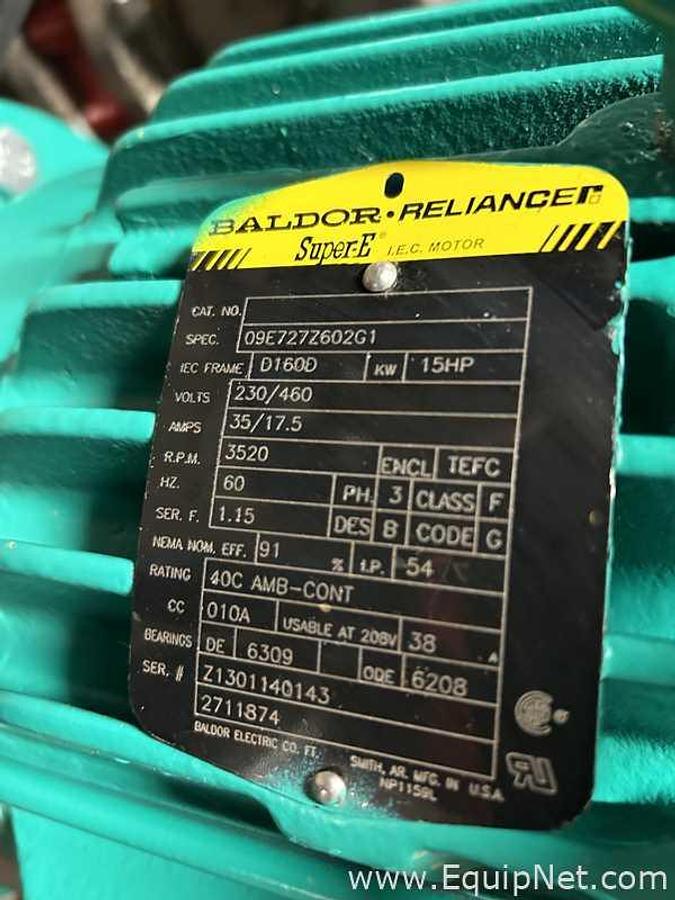 BALDOR • RELIANCER
Super-E® I.E.C. MOTOR
CAT. NO.
SPEC. 09E727Z602G1
IEC FRAME D160D KW 15HP
VOLTS 230/460
AMPS 35/17.5
R.P.M. 3520 ENCL TEFC
HZ. 60 PH. 3 CLASS F
SER. F. 1.15 DES B CODE G
NEMA NOM. EFF. 91 % I.P. 54
RATING 40C AMB-CONT
CC 010A USABLE AT 208V 38 A
BEARINGS DE 6309 ODE 6208
SER. # Z1301140143
2711874
BALDOR ELECTRIC CO. FT. SMITH, AR. MFG. IN U.S.A.
NP1159L
www.EquipNet.com